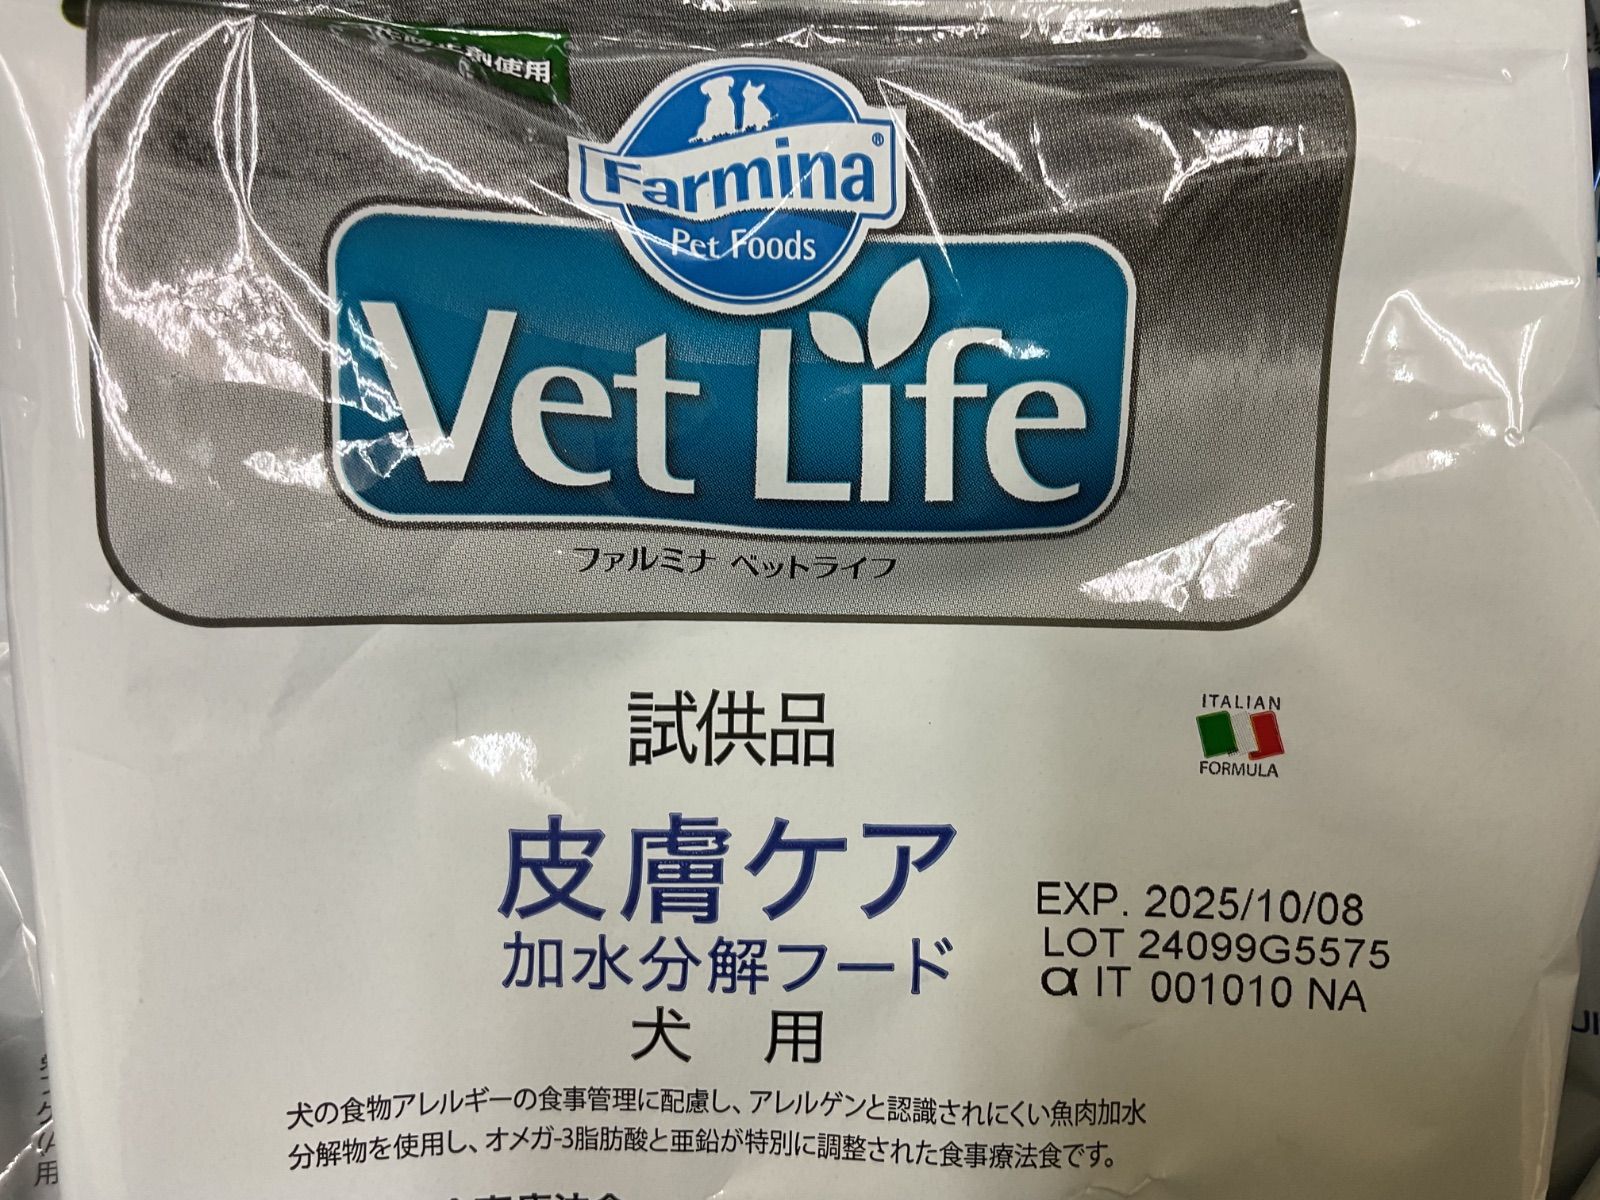 剤使用
Farmina®
Pet Foods
Vet Life
ファルミナ ベットライフ
試供品
ITALIAN
FORMULA
皮膚ケア
加水分解フード
犬 用
EXP. 2025/10/08
LOT 24099G5575
α IT 001010 NA
犬の食物アレルギーの食事管理に配慮し、アレルゲンと認識されにくい魚肉加水
分解物を使用し、オメガ-3脂肪酸と亜鉛が特別に調整された食事療法食です。